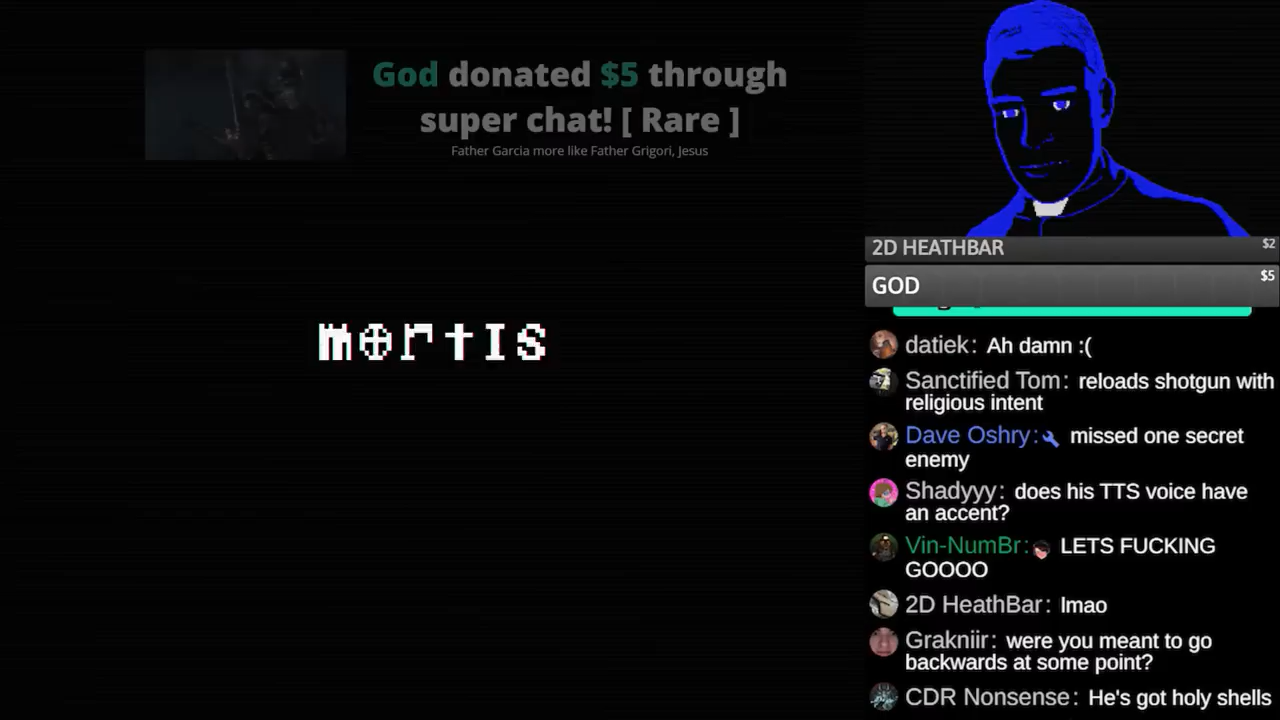 God donated $5 through
super chat! [ Rare ]
Father Garcia more like Father Grigori, Jesus
mortIs
2D HEATHBAR $2
GOD $5
datiek: Ah damn :(
Sanctified Tom: reloads shotgun with
religious intent
Dave Oshry: missed one secret
enemy
Shadyyy: does his TTS voice have
an accent?
Vin-NumBr: LETS FUCKING
GOOOO
2D HeathBar: lmao
Grakniir: were you meant to go
backwards at some point?
CDR Nonsense: He's got holy shells